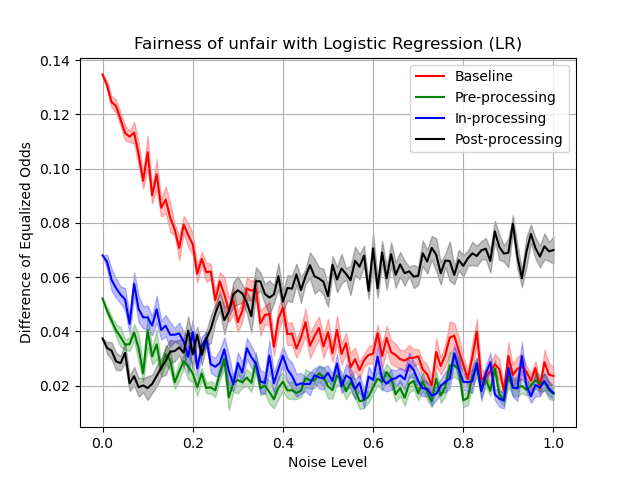 Fairness of unfair with Logistic Regression (LR)
0.14
0.12
0.10
0.08
0.06
0.04
0.02
Difference of Equalized Odds
Baseline
Pre-processing
In-processing
Post-processing
0.0 0.2 0.4 0.6 0.8 1.0
Noise Level